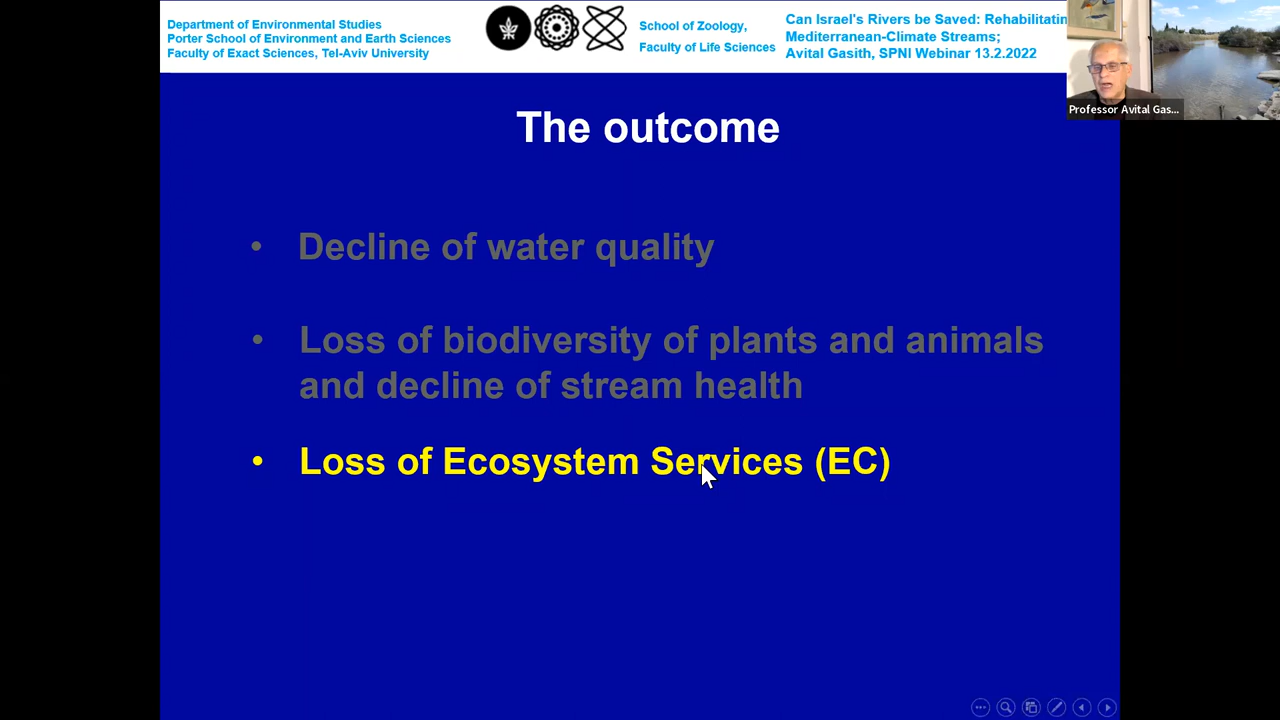 Department of Environmental Studies
Porter School of Environment and Earth Sciences
Faculty of Exact Sciences, Tel-Aviv University
School of Zoology,
Faculty of Life Sciences
Can Israel's Rivers be Saved: Rehabilitatin
Mediterranean-Climate Streams;
Avital Gasith, SPNI Webinar 13.2.2022
Professor Avital Gas...
The outcome
• Decline of water quality
• Loss of biodiversity of plants and animals
and decline of stream health
• Loss of Ecosystem Services (EC)